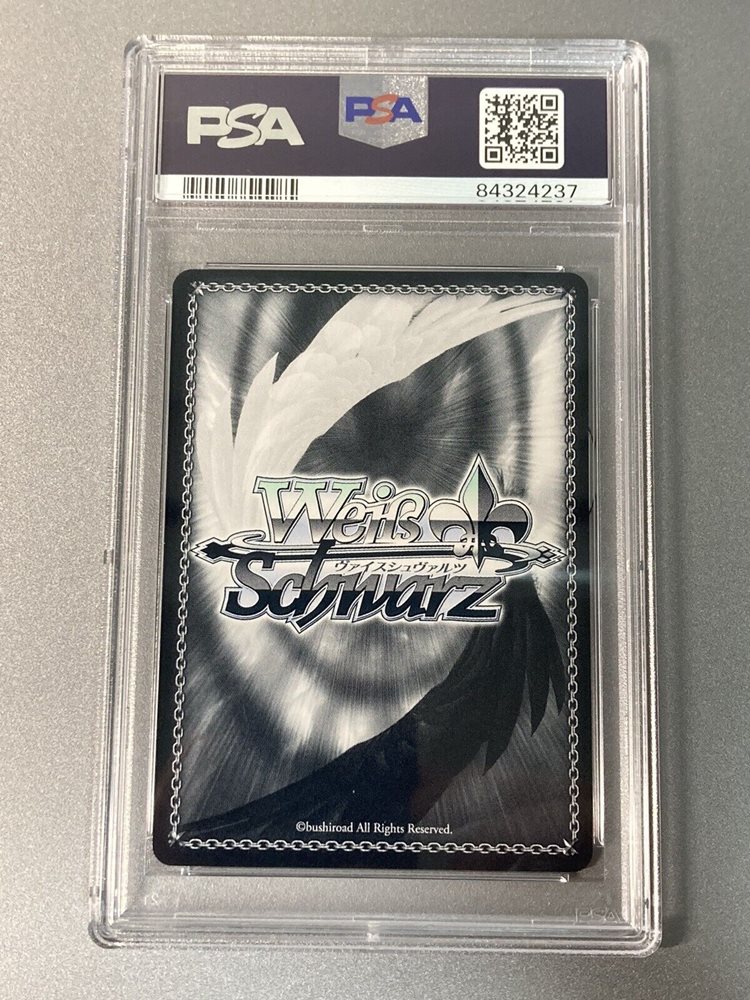 PSA
PSA
84324237
Weiß
ヴァイスシュヴァルツ
Schwarz
©bushiroad All Rights Reserved.
PSA